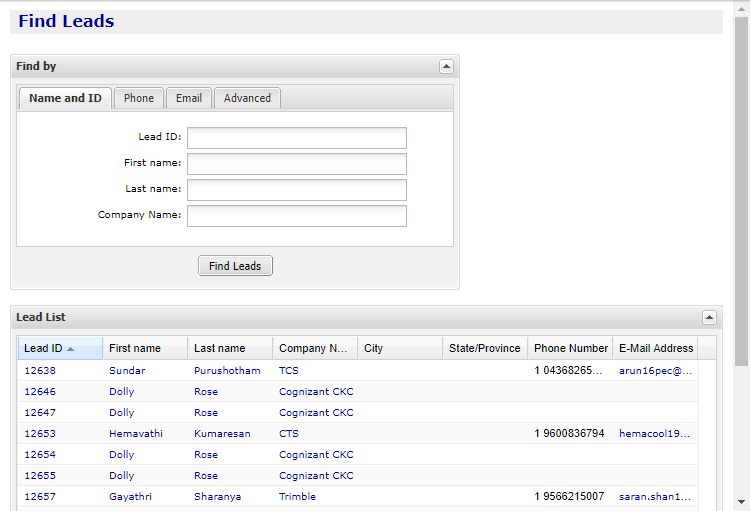 Find Leads
Find by
Name and ID Phone Email Advanced
Lead ID:
First name:
Last name:
Company Name:
Find Leads
Lead List
Lead ID First name Last name Company N... City State/Province Phone Number E-Mail Address
12638 Sundar Purushotham TCS 1 04368265... arun16pec@...
12646 Dolly Rose Cognizant CKC
12647 Dolly Rose Cognizant CKC
12653 Hemavathi Kumaresan CTS 1 9600836794 hemacool19...
12654 Dolly Rose Cognizant CKC
12655 Dolly Rose Cognizant CKC
12657 Gayathri Sharanya Trimble 1 9566215007 saran.shan1...